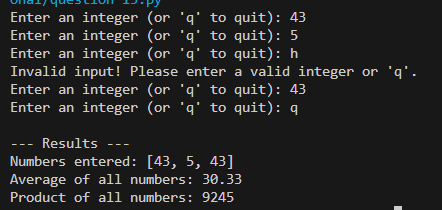 onal/question 15.py
Enter an integer (or 'q' to quit): 43
Enter an integer (or 'q' to quit): 5
Enter an integer (or 'q' to quit): h
Invalid input! Please enter a valid integer or 'q'.
Enter an integer (or 'q' to quit): 43
Enter an integer (or 'q' to quit): q
--- Results ---
Numbers entered: [43, 5, 43]
Average of all numbers: 30.33
Product of all numbers: 9245